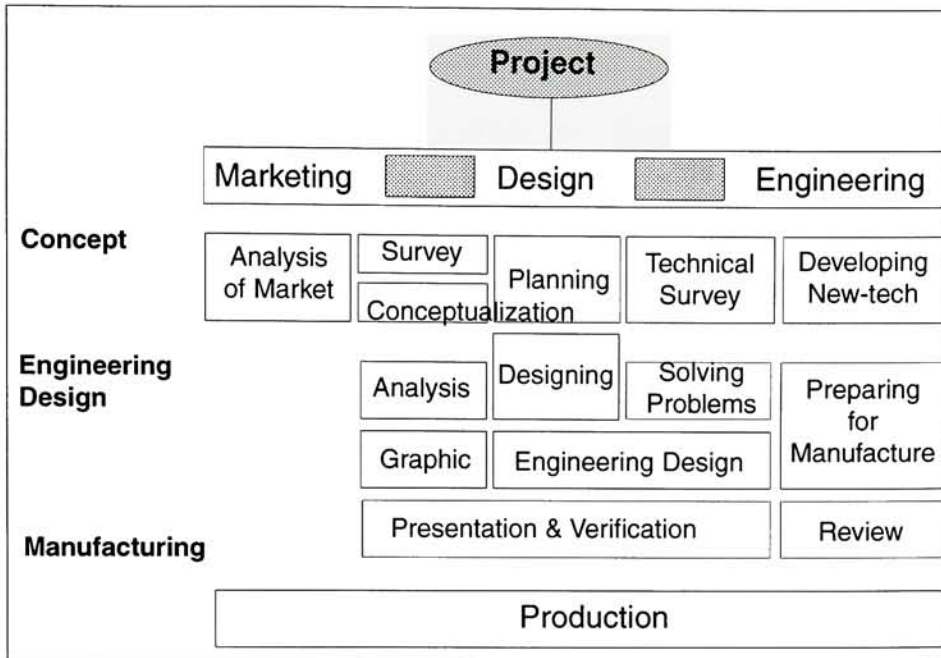 Project
Marketing Design Engineering
Concept
Analysis
of Market
Survey
Conceptualization
Planning
Technical
Survey
Developing
New-tech
Engineering
Design
Analysis
Designing
Solving
Problems
Preparing
for
Manufacture
Graphic
Engineering Design
Manufacturing
Presentation & Verification
Review
Production